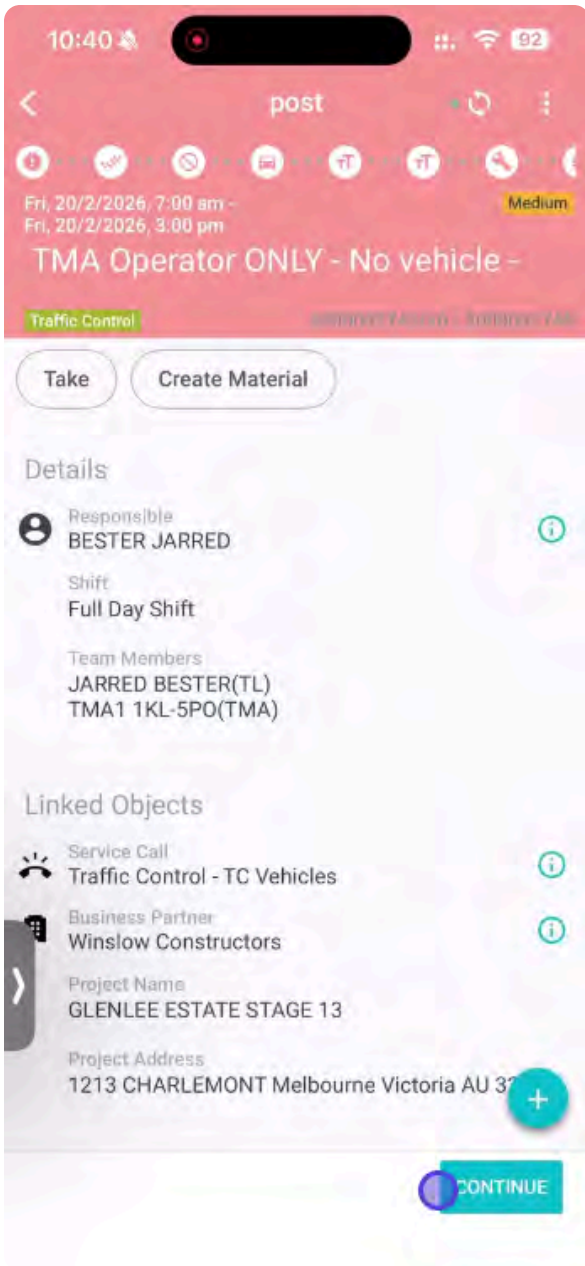 10:40
92
post
Fri, 20/2/2026, 7:00 am -
Fri, 20/2/2026, 3:00 pm
Medium
TMA Operator ONLY - No vehicle -
Traffic Control
Take
Create Material
Details
Responsible
BESTER JARRED
Shift
Full Day Shift
Team Members
JARRED BESTER(TL)
TMA1 1KL-5PO(TMA)
Linked Objects
Service Call
Traffic Control - TC Vehicles
Business Partner
Winslow Constructors
Project Name
GLENLEE ESTATE STAGE 13
Project Address
1213 CHARLEMONT Melbourne Victoria AU
CONTINUE